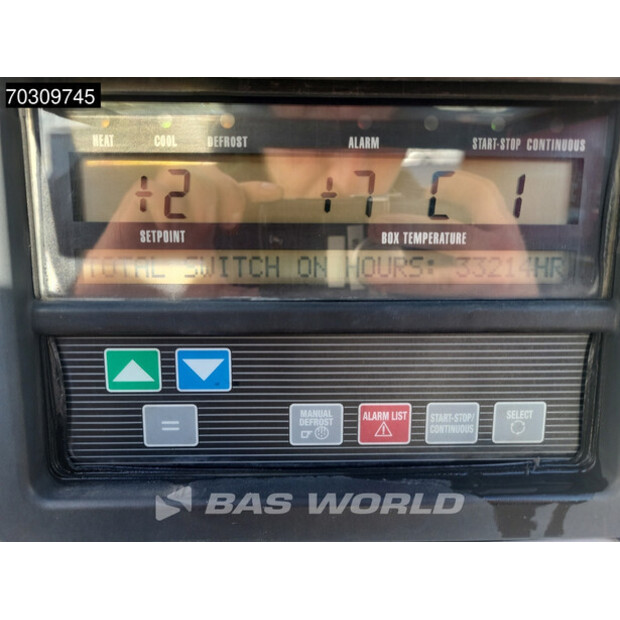 70309745
HEAT COOL DEFROST ALARM START-STOP CONTINUOUS
+2 +7 C 1
SETPOINT BOX TEMPERATURE
TOTAL SWITCH ON HOURS: 33214HR
=
MANUAL DEFROST ALARM LIST START-STOP/ CONTINUOUS SELECT
BAS WORLD